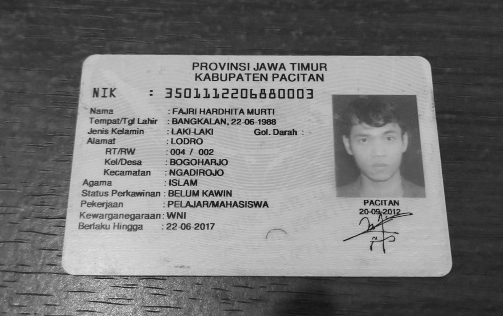 PROVINSI JAWA TIMUR
KABUPATEN PACITAN
NIK : 3501112206880003
Nama : FAJRI HARDHITA MURTI
Tempat/Tgl Lahir : BANGKALAN, 22-06-1988
Jenis Kelamin : LAKI-LAKI Gol. Darah :
Alamat : LODRO
RT/RW : 004 / 002
Kel/Desa : BOGOHARJO
Kecamatan : NGADIROJO
Agama : ISLAM
Status Perkawinan : BELUM KAWIN
Pekerjaan : PELAJAR/MAHASISWA
Kewarganegaraan : WNI
Berlaku Hingga : 22-06-2017
PACITAN
20-09-2012